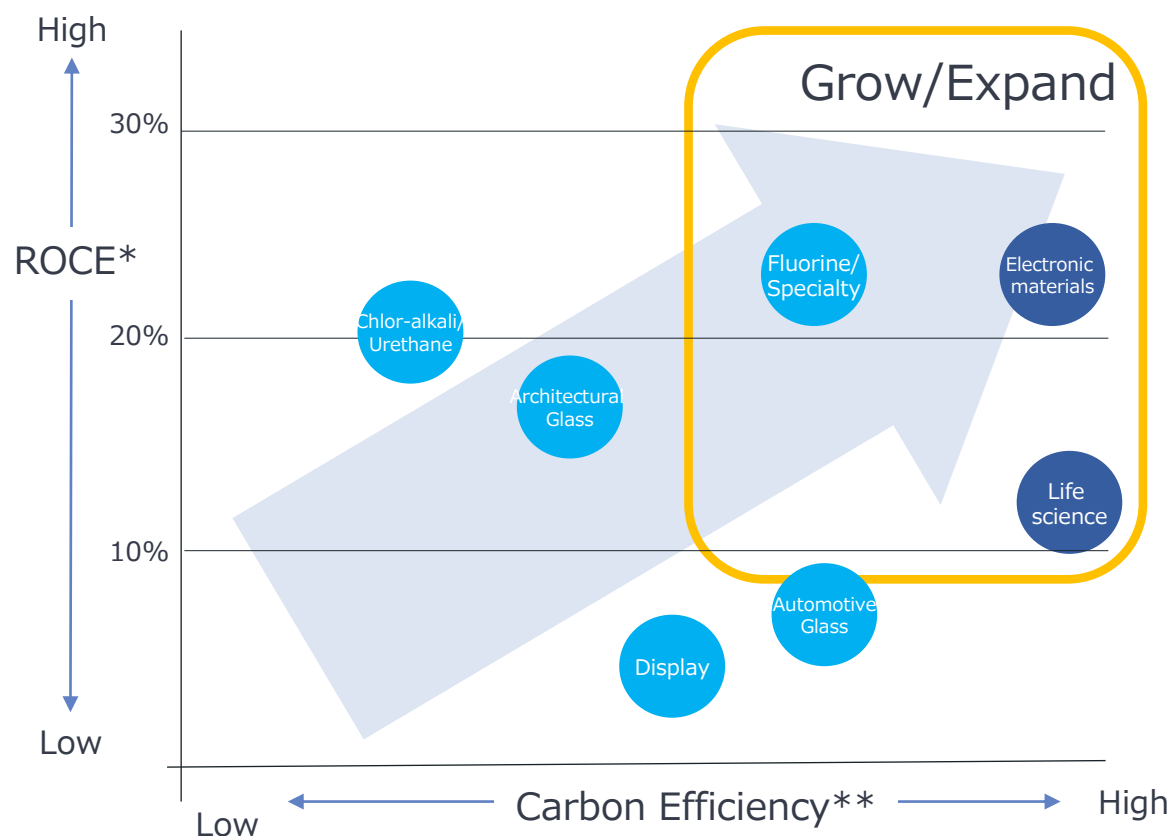 High
Grow/Expand
30%
ROCE*
Fluorine/
Specialty
Electronic
materials
Chlor-alkali/
Urethane
20%
Architectural
Glass
Life
science
10%
Automotive
Glass
Display
Low
Low
Carbon Efficiency**
High